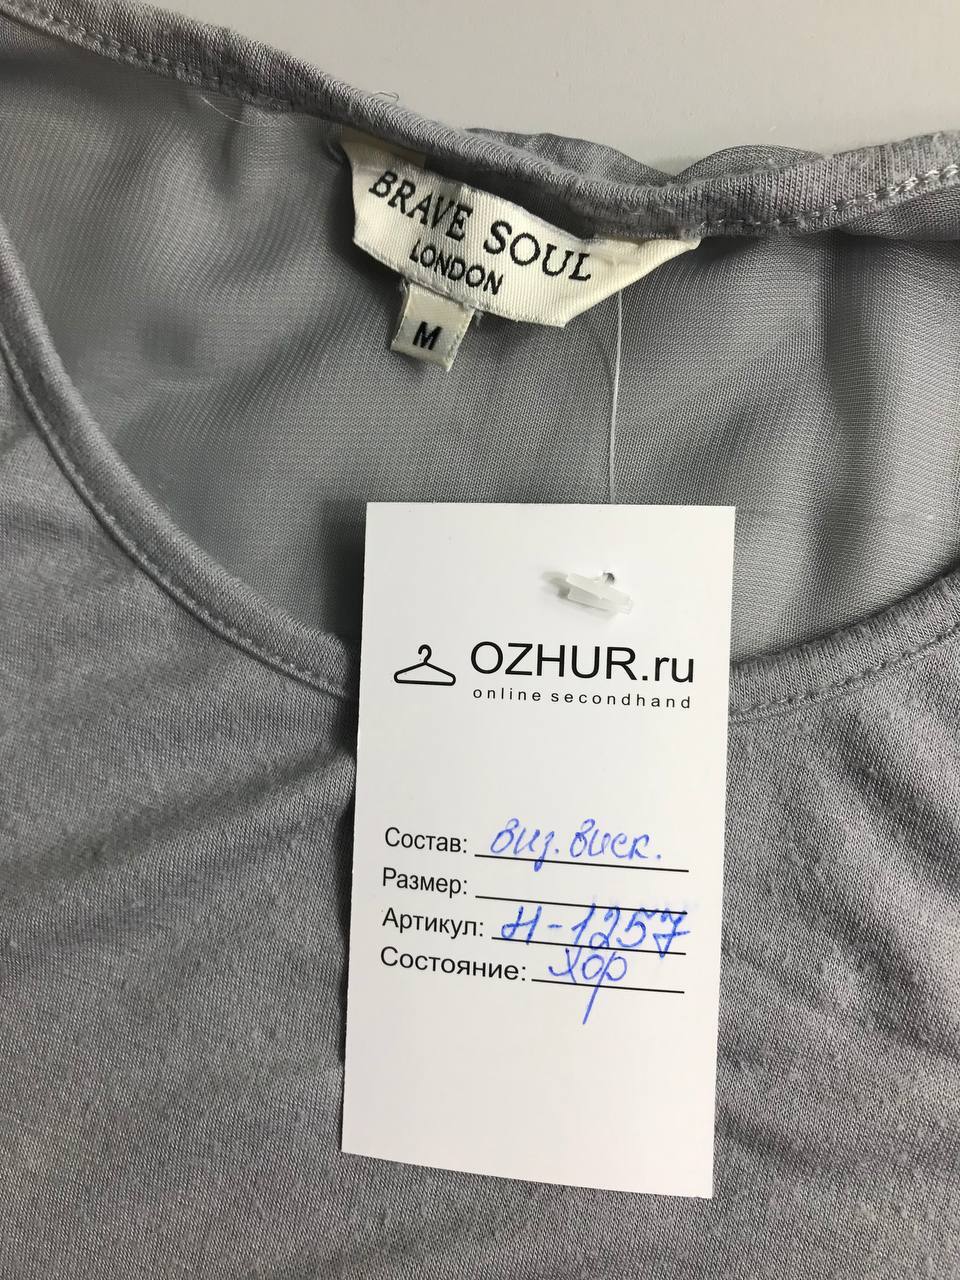 BRAVE SOUL
LONDON
M
OZHUR.ru
online secondhand
Состав: виз. виск.
Размер:
Артикул: Н-1257
Состояние: хор